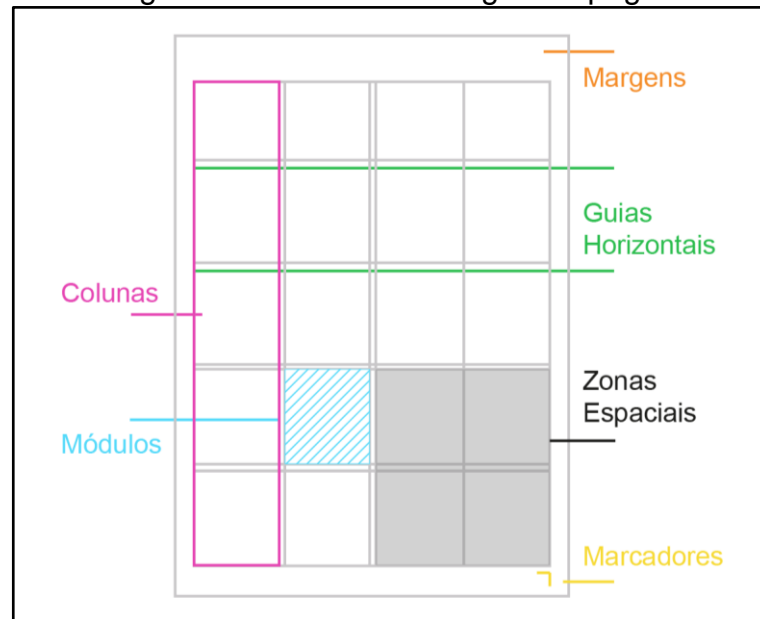 Margens
Guias
Horizontais
Colunas
Zonas
Espaciais
Módulos
Marcadores